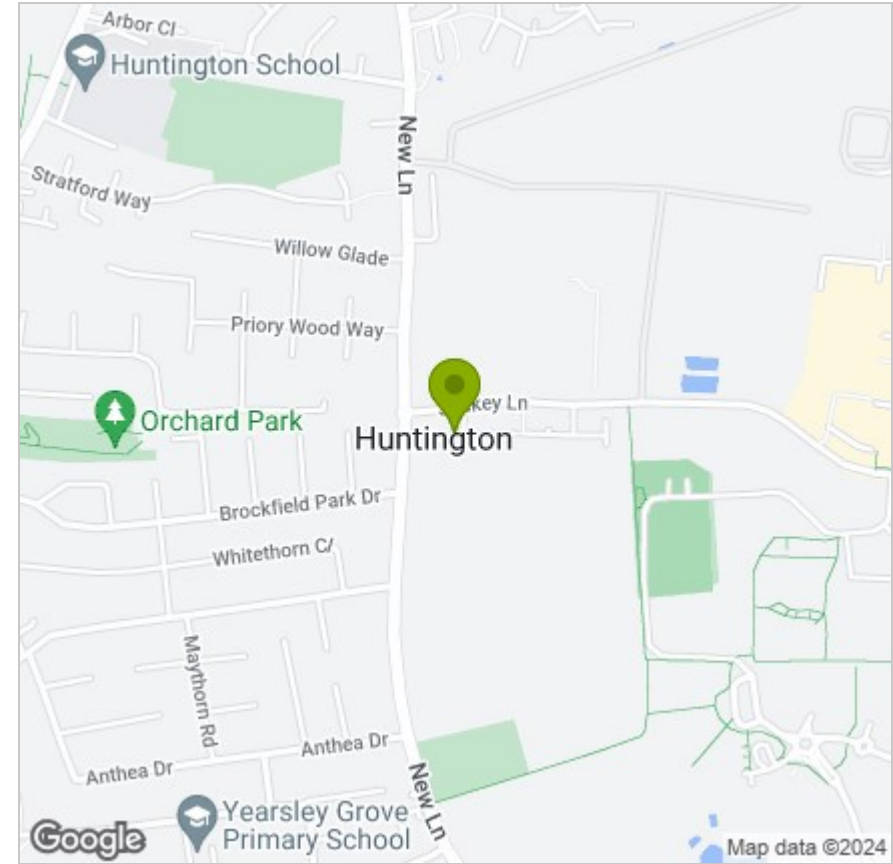 Arbor Cl
Huntington School
New Ln
Stratford Way
Willow Glade
Priory Wood Way
key Ln
Orchard Park
Huntington
Brockfield Park Dr
Whitethorn C/
Maythorn Rd
Anthea Dr
Anthea Dr
New Ln
Yearsley Grove
Primary School
Google
Map data ©2024